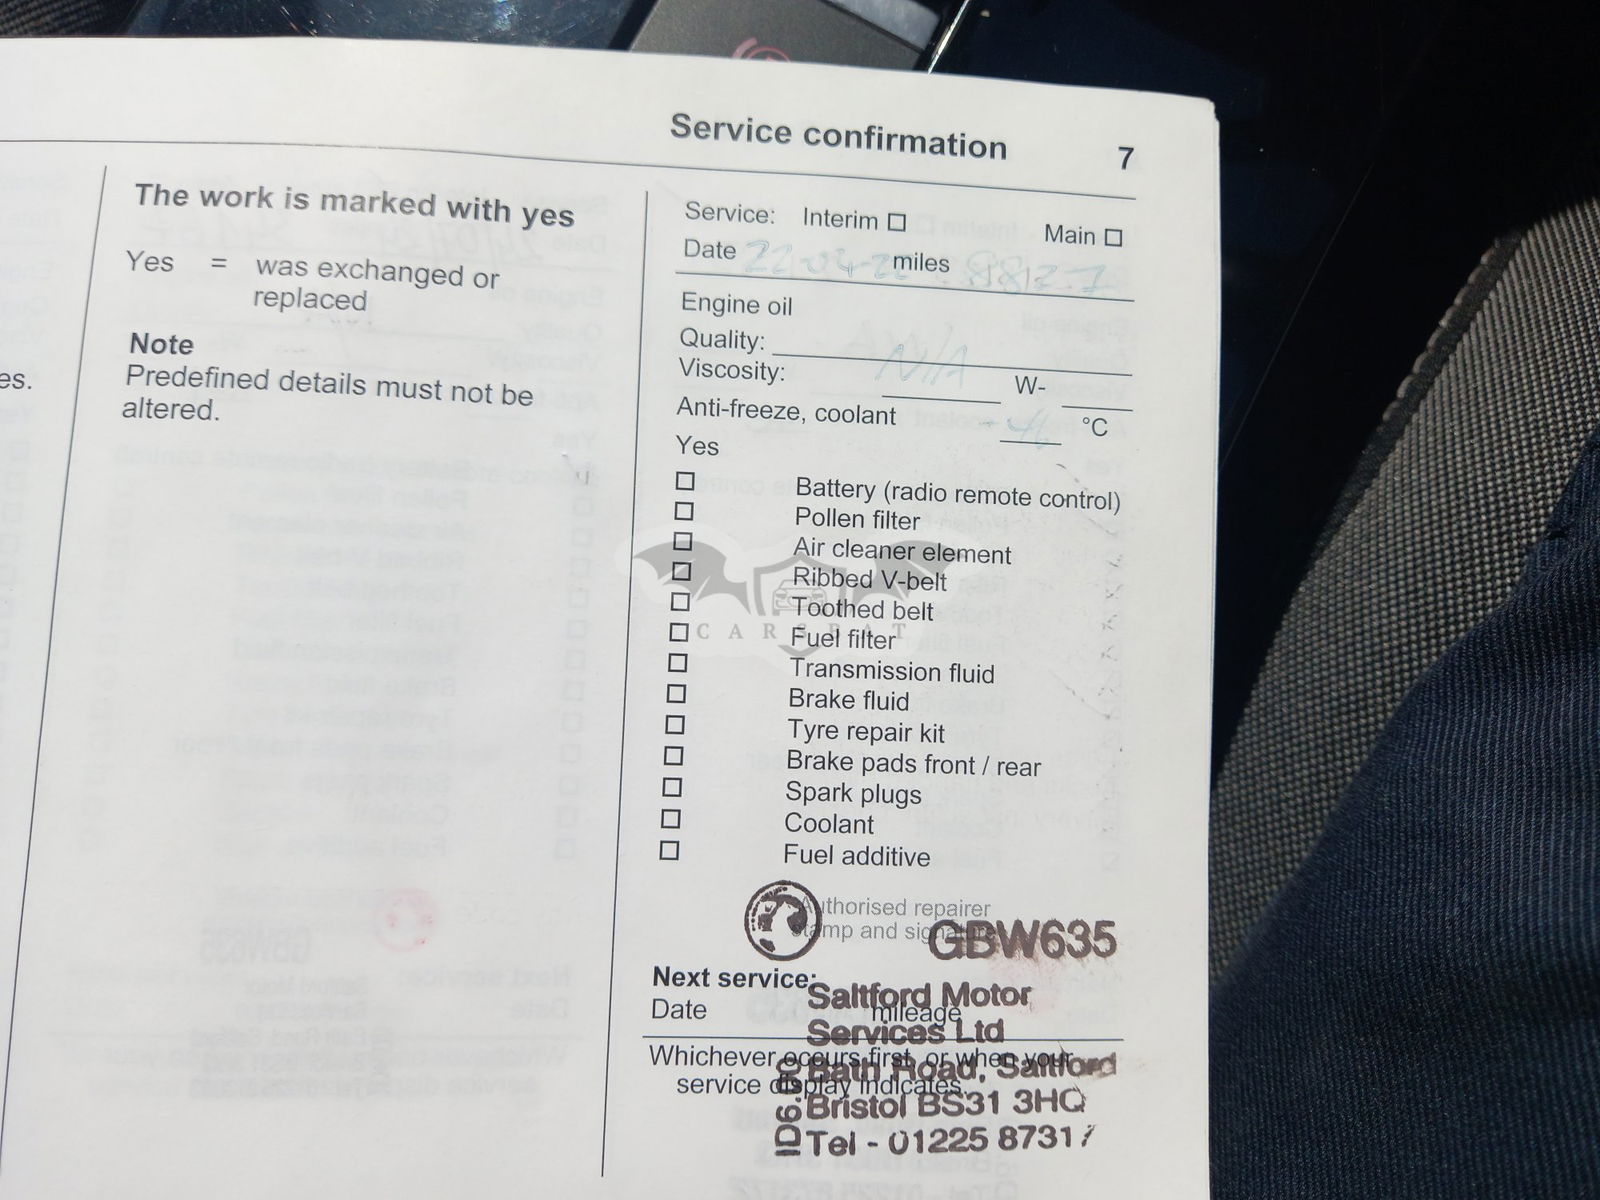 Service confirmation 7
es.
The work is marked with yes
Yes = was exchanged or
replaced
Note
Predefined details must not be
altered.
Service: Interim ☐ Main ☐
Date 22-04-22 miles 8827
Engine oil
Quality: N/A
Viscosity: W-
Anti-freeze, coolant °C
Yes
☐ Battery (radio remote control)
☐ Pollen filter
☐ Air cleaner element
☐ Ribbed V-belt
☐ Toothed belt
☐ Fuel filter
☐ Transmission fluid
☐ Brake fluid
☐ Tyre repair kit
☐ Brake pads front / rear
☐ Spark plugs
☐ Coolant
☐ Fuel additive
CARSBAT
Authorised repairer
stamp and signature
GBW635
Next service:
Date mileage
Whichever occurs first, or when your
service display indicates.
Saltford Motor
Services Ltd
Bath Road, Saltford
Bristol BS31 3HQ
Tel - 01225 87317